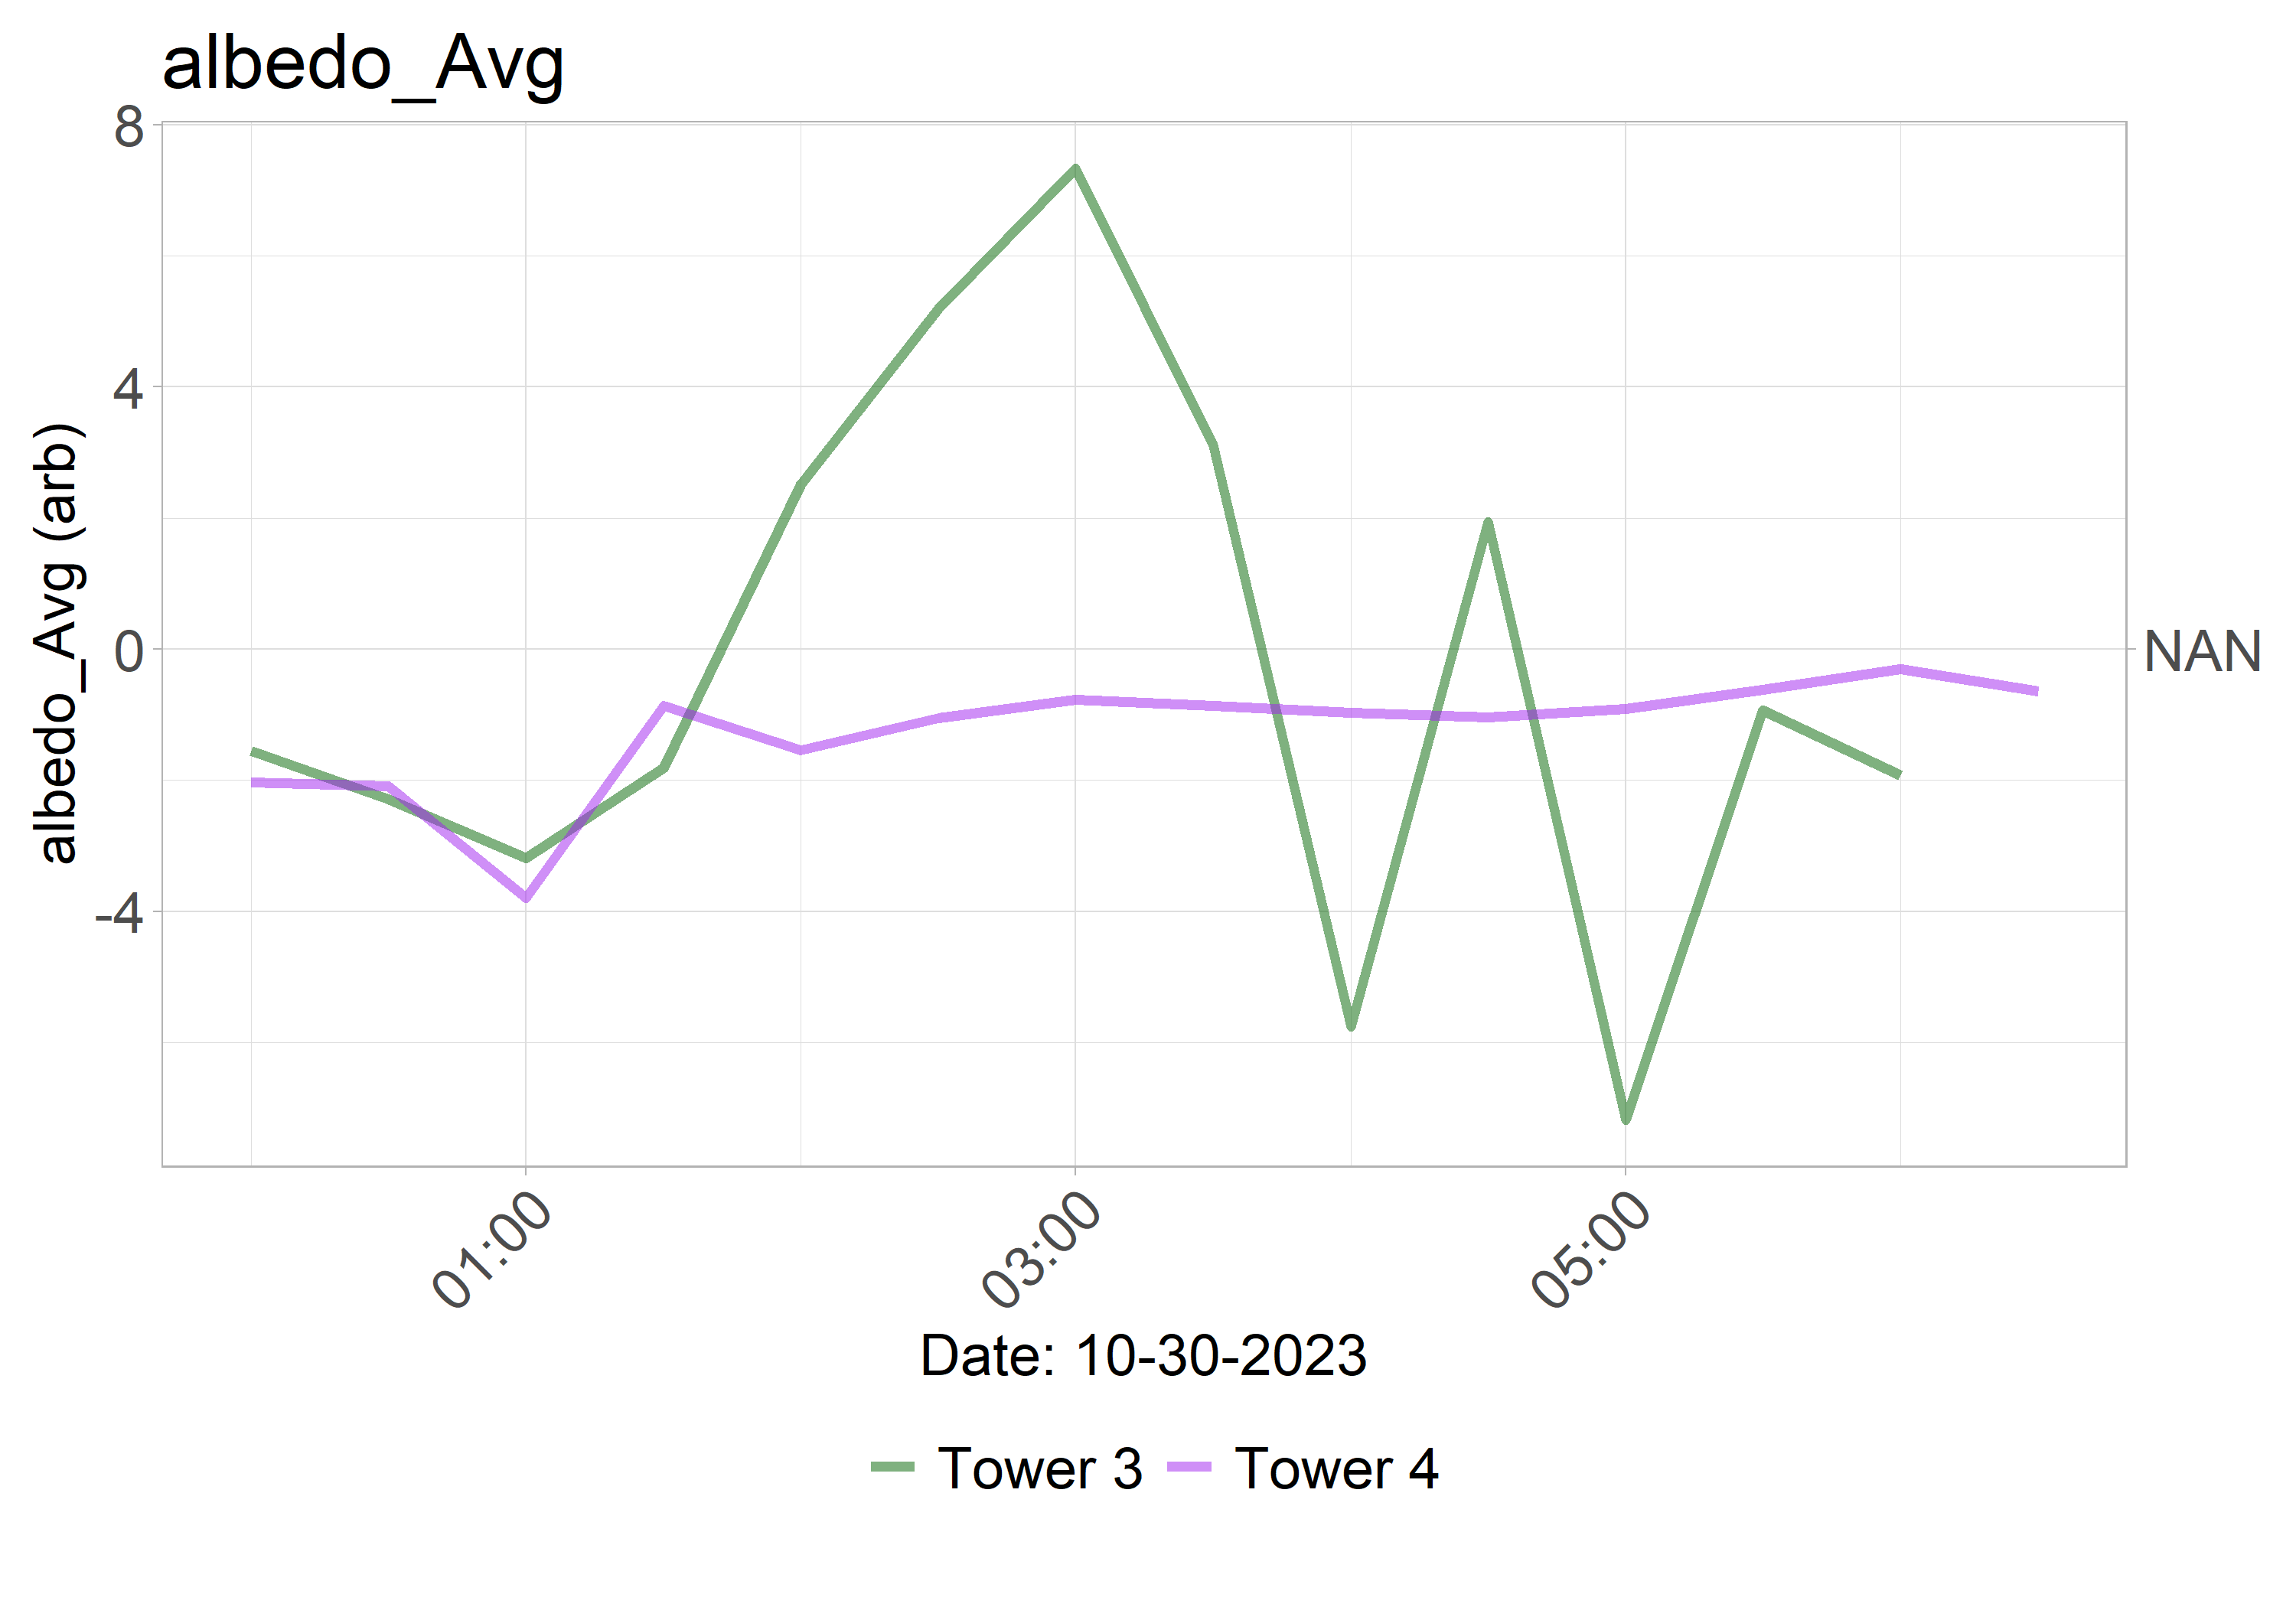 albedo_Avg
8
4
0
-4
albedo_Avg (arb)
NAN
01:00
03:00
05:00
Date: 10-30-2023
Tower 3
Tower 4